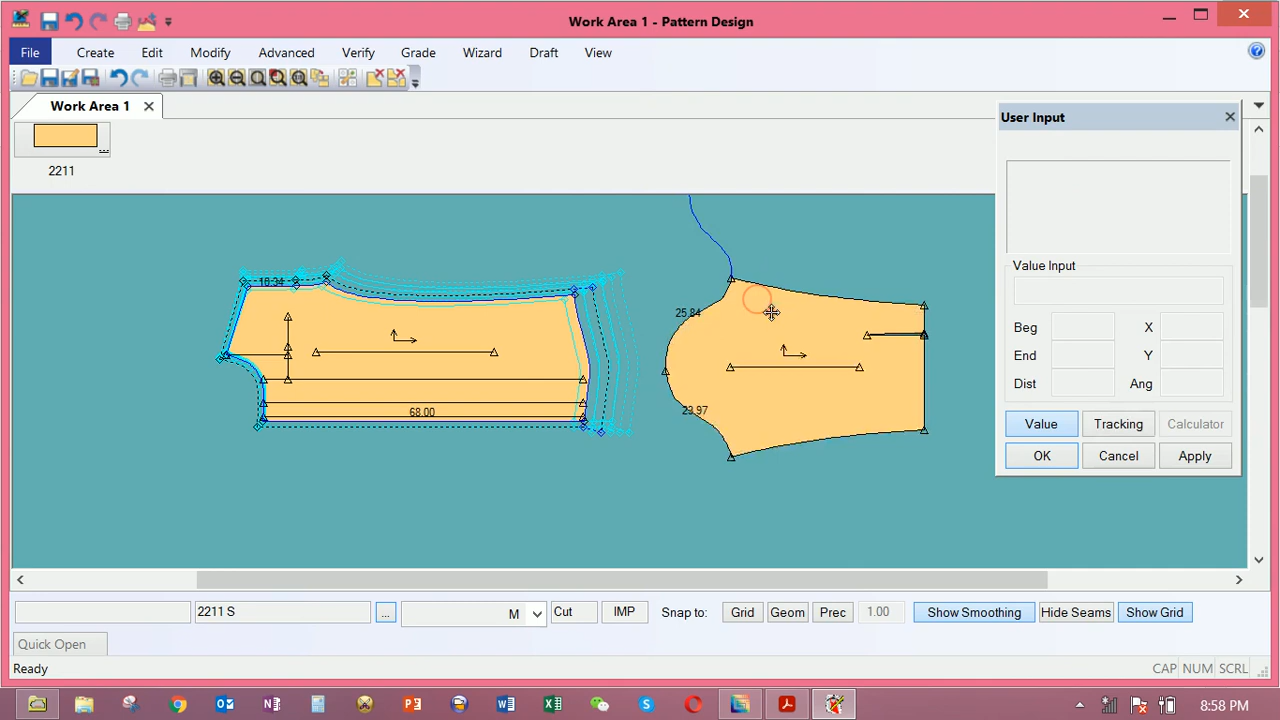 Work Area 1 - Pattern Design
File Create Edit Modify Advanced Verify Grade Wizard Draft View
Work Area 1
2211
User Input
Value Input
Beg X
End Y
Dist Ang
Value Tracking Calculator
OK Cancel Apply
10.34
25.84
23.97
68.00
2211 S ... M Cut IMP Snap to: Grid Geom Prec 1.00 Show Smoothing Hide Seams Show Grid
Quick Open
Ready CAP NUM SCRL
8:58 PM